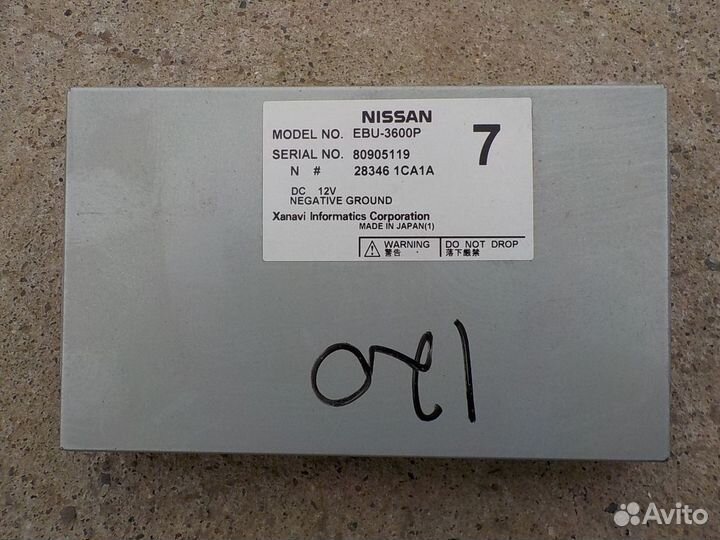 NISSAN
MODEL NO. EBU-3600P
7
SERIAL NO. 80905119
N # 28346 1CA1A
DC 12V
NEGATIVE GROUND
Xanavi Informatics Corporation
MADE IN JAPAN(1)
WARNING
警告
DO NOT DROP
落下厳禁
120
Avito